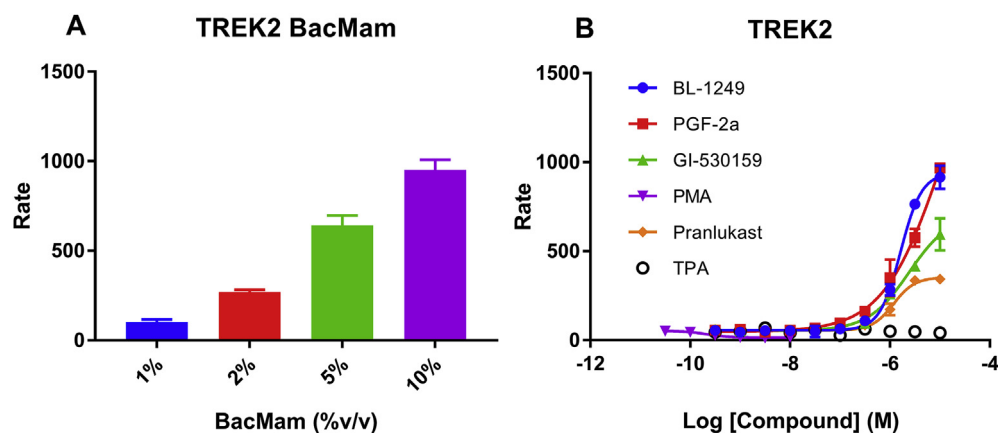 A
TREK2 BacMam
Rate
1500
1000
500
0
1%
2%
5%
10%
BacMam (%v/v)
B
TREK2
Rate
1500
1000
500
0
BL-1249
PGF-2a
GI-530159
PMA
Pranlukast
TPA
-12
-10
-8
-6
-4
Log [Compound] (M)